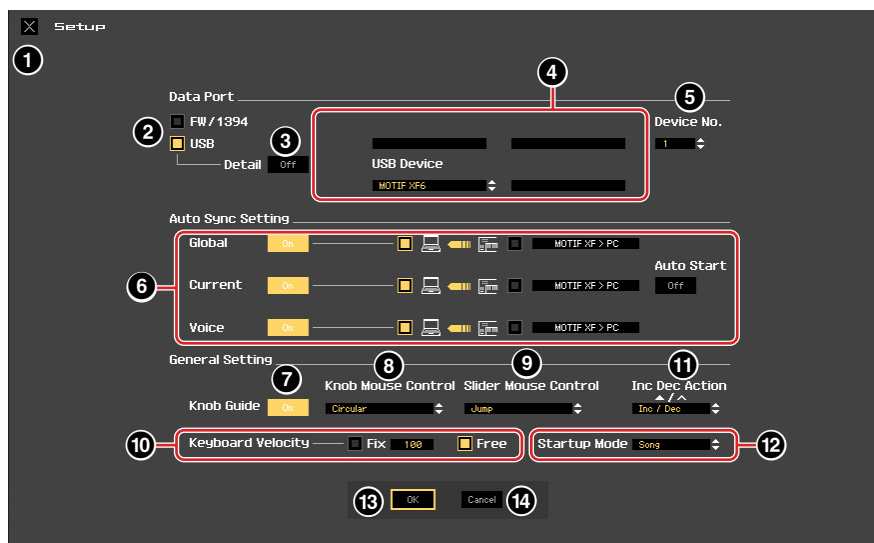 Setup
1
4
Data Port
5
FW/1394
Device No.
2
USB
3
1
Detail
Off
USB Device
MOTIF XF6
Auto Sync Setting
Global
On
MOTIF XF > PC
Auto Start
6
Current
On
MOTIF XF > PC
Off
Voice
On
MOTIF XF > PC
General Setting
7
8
9
11
Knob Mouse Control
Slider Mouse Control
Inc Dec Action
▲/^
Knob Guide
On
Circular
Jump
Inc / Dec
10
Keyboard Velocity
Fix
100
Free
Startup Mode
Song
12
13
OK
Cancel
14